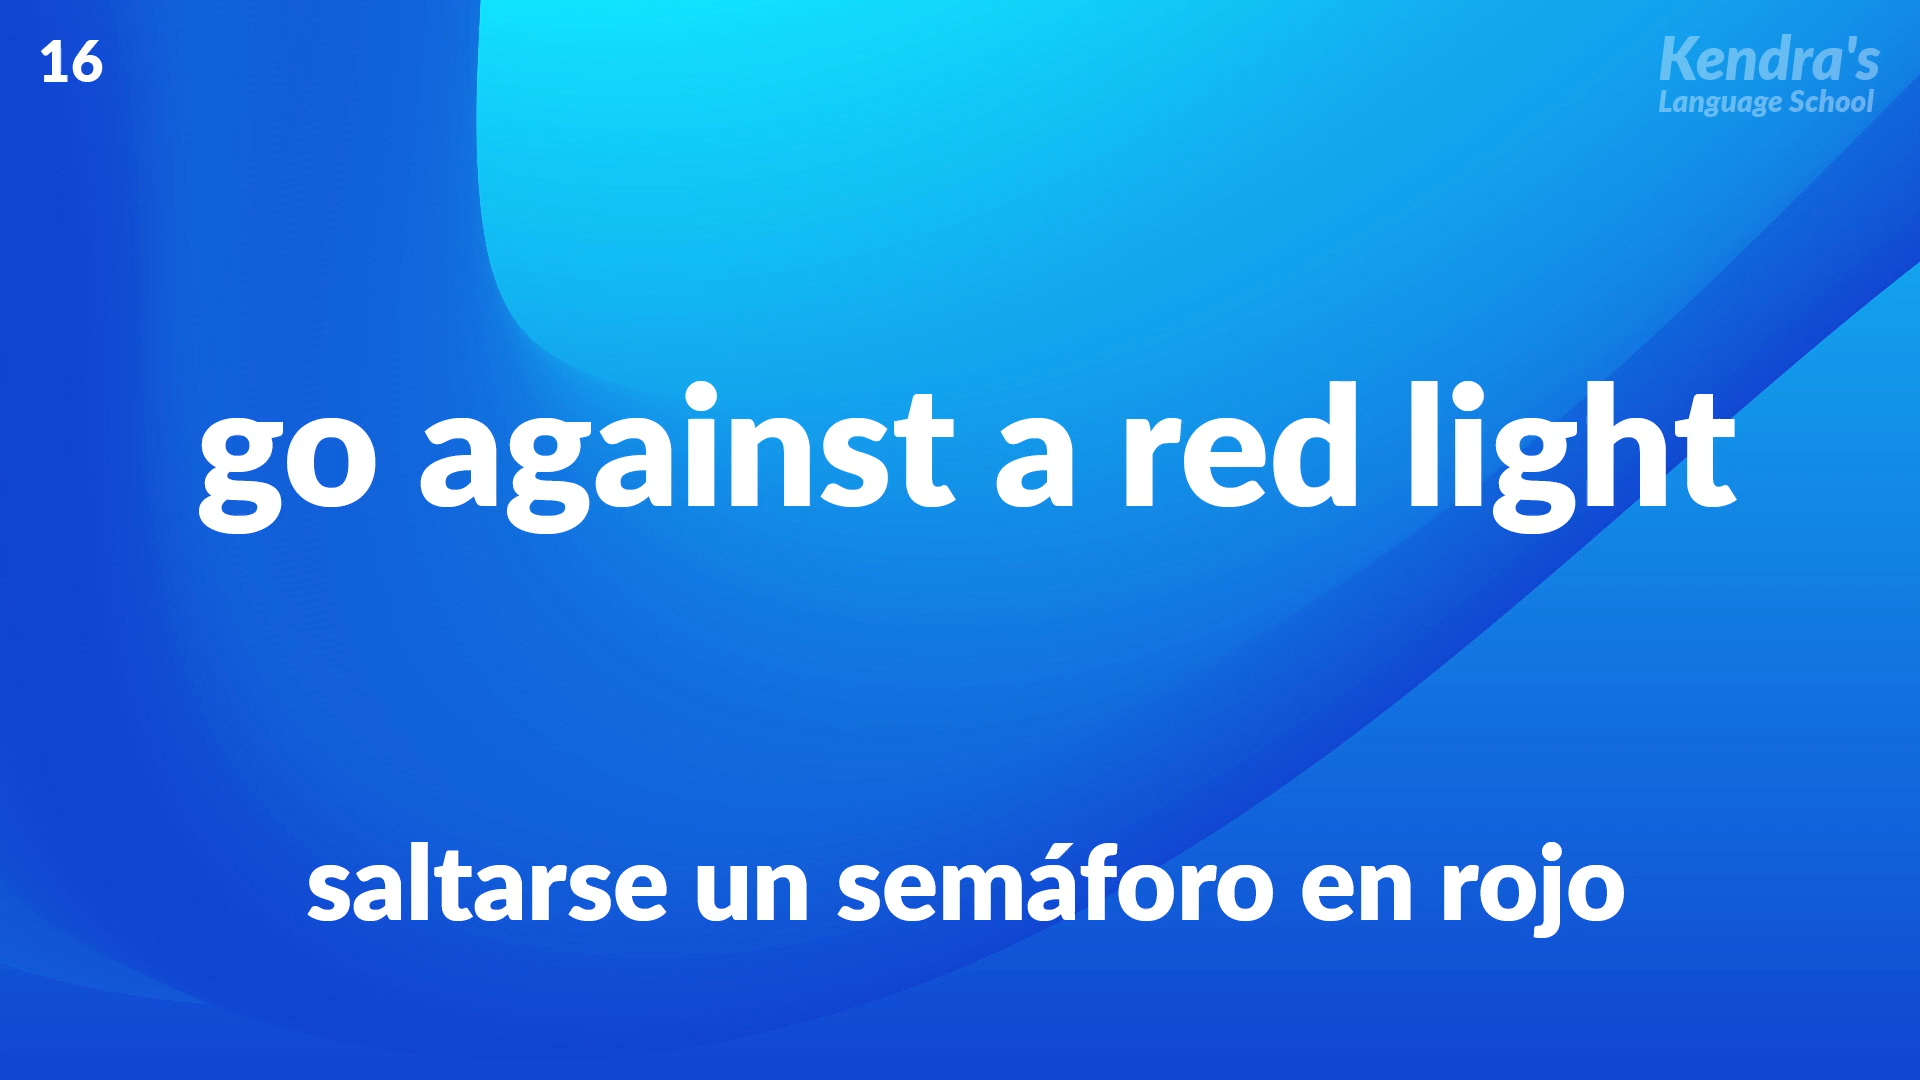 16
Kendra's
Language School
go against a red light
saltarse un semáforo en rojo